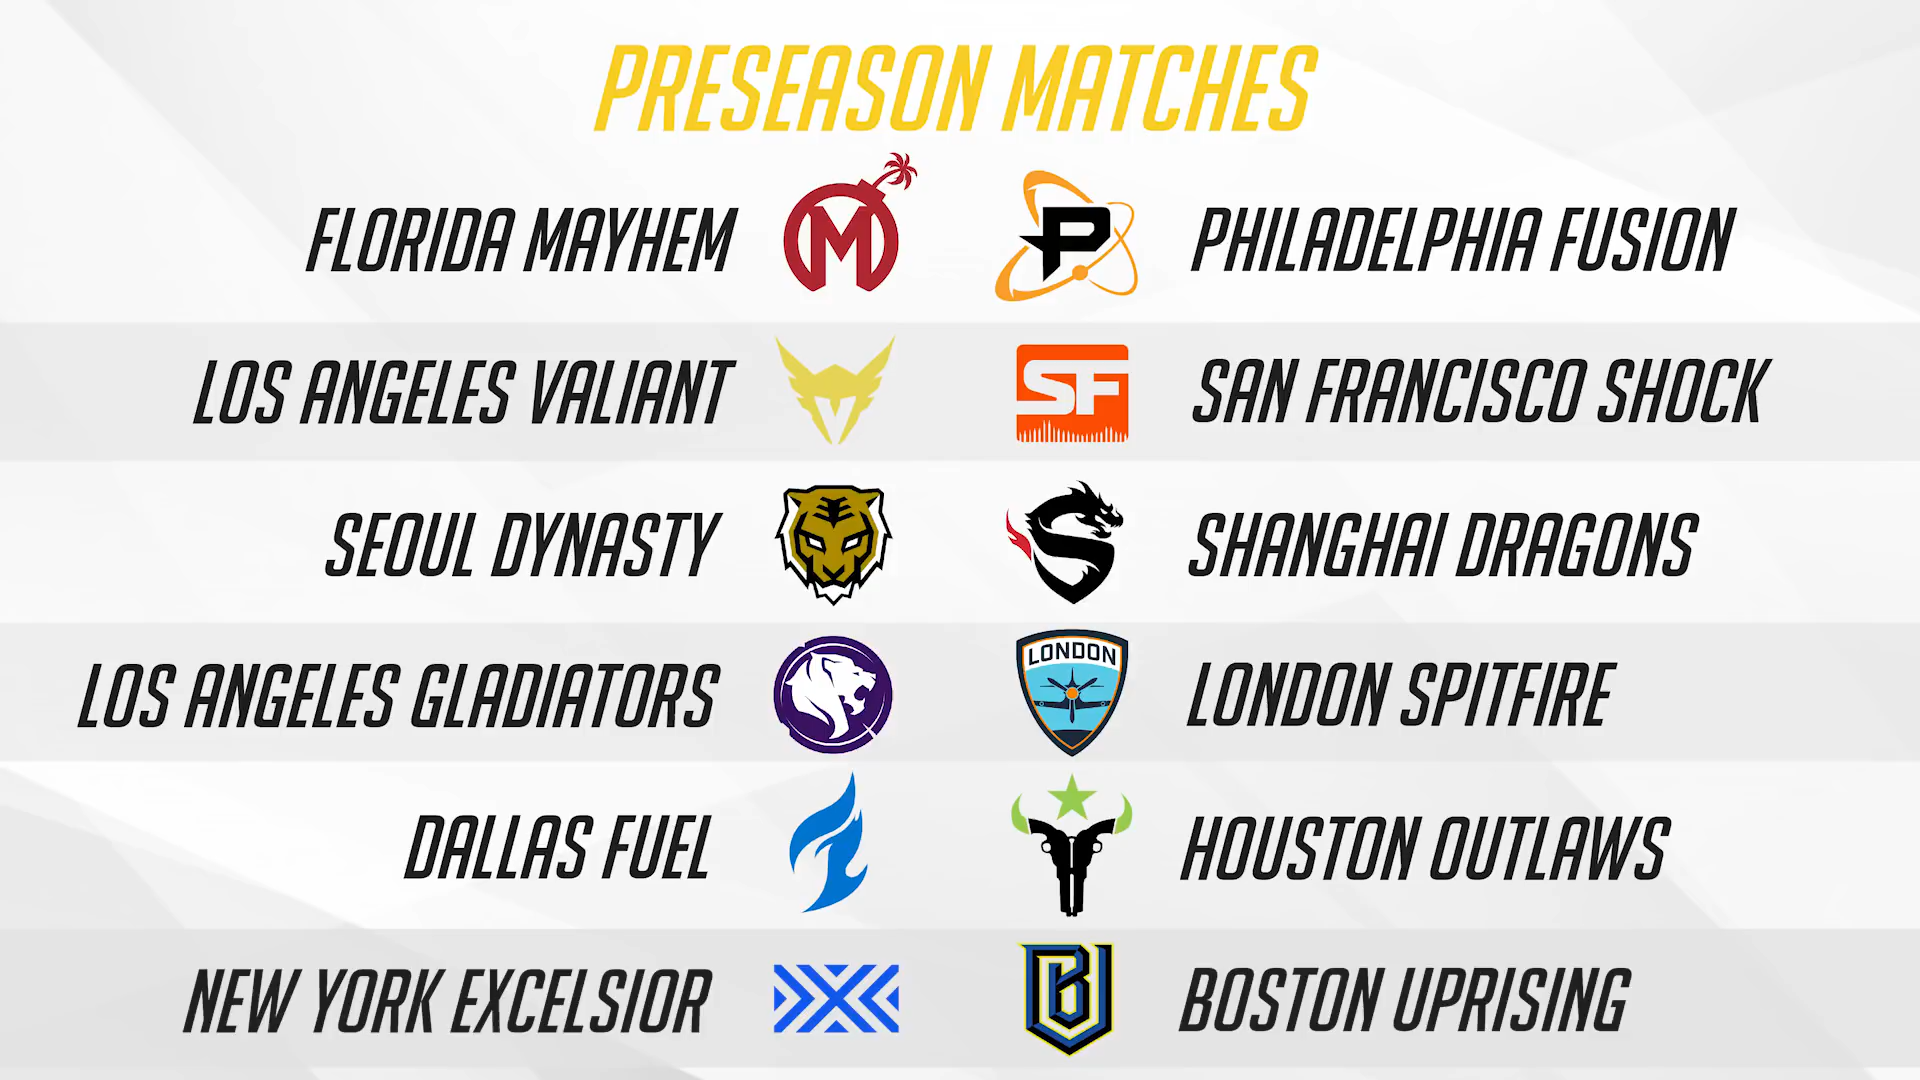 PRESEASON MATCHES
FLORIDA MAYHEM M P PHILADELPHIA FUSION
LOS ANGELES VALIANT SF SAN FRANCISCO SHOCK
SEOUL DYNASTY S SHANGHAI DRAGONS
LOS ANGELES GLADIATORS LONDON LONDON SPITFIRE
DALLAS FUEL HOUSTON OUTLAWS
NEW YORK EXCELSIOR B BOSTON UPRISING